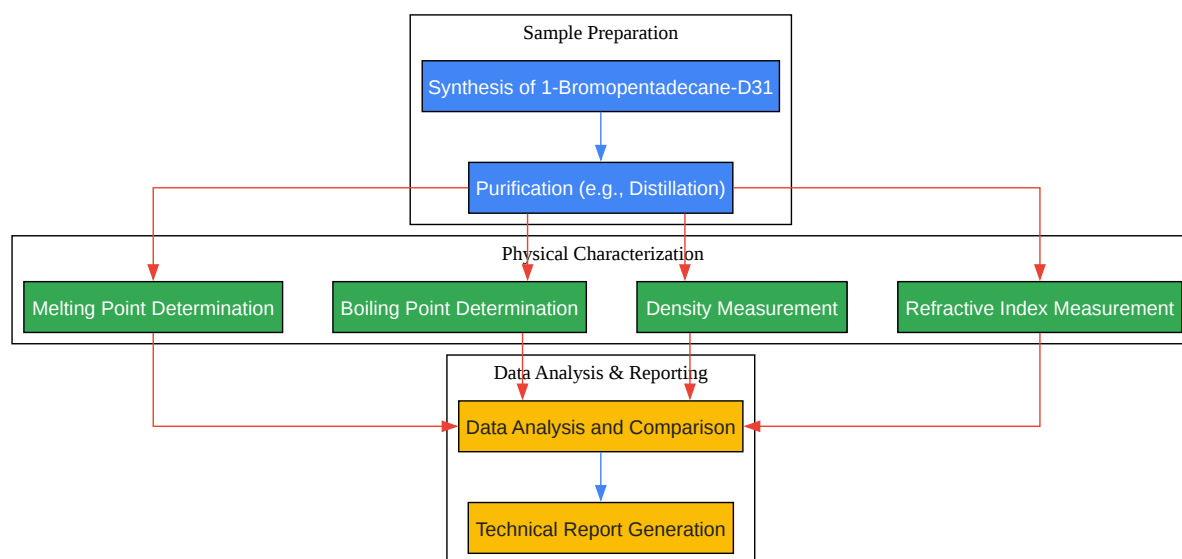 Sample Preparation
Synthesis of 1-Bromopentadecane-D31
Purification (e.g., Distillation)
Physical Characterization
Melting Point Determination
Boiling Point Determination
Density Measurement
Refractive Index Measurement
Data Analysis & Reporting
Data Analysis and Comparison
Technical Report Generation